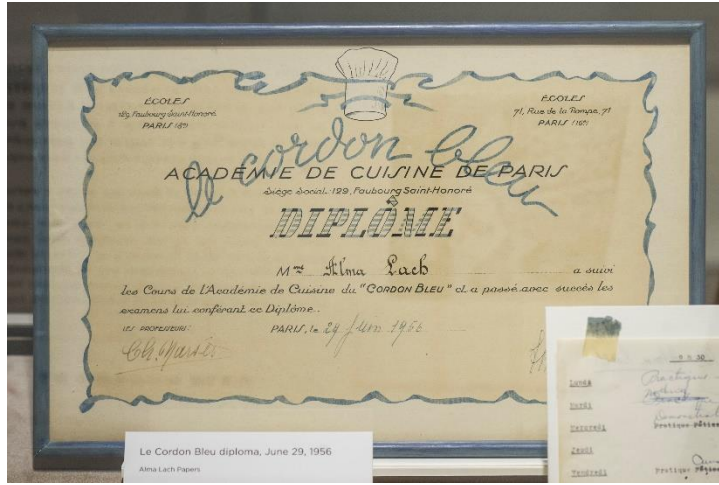 ÉCOLES
129, Faubourg Saint-Honoré
PARIS (8e)
ÉCOLES
71, Rue de la Pompe, 71
PARIS (16e)
le cordon bleu
ACADÉMIE DE CUISINE DE PARIS
Siège Social: 129, Faubourg Saint-Honoré
DIPLÔME
Mme Alma Lach a suivi
les Cours de l'Académie de Cuisine du "CORDON BLEU" et a passé avec succès les
examens lui conférant ce Diplôme.
LES PROFESSEURS:
PARIS, le 29 Juin 1956
Le Cordon Bleu diploma, June 29, 1956
Alma Lach Papers
9 h 30
Lundi
Pratique
Mardi
Mercredi
Pratique
Jeudi
Vendredi
Pratique